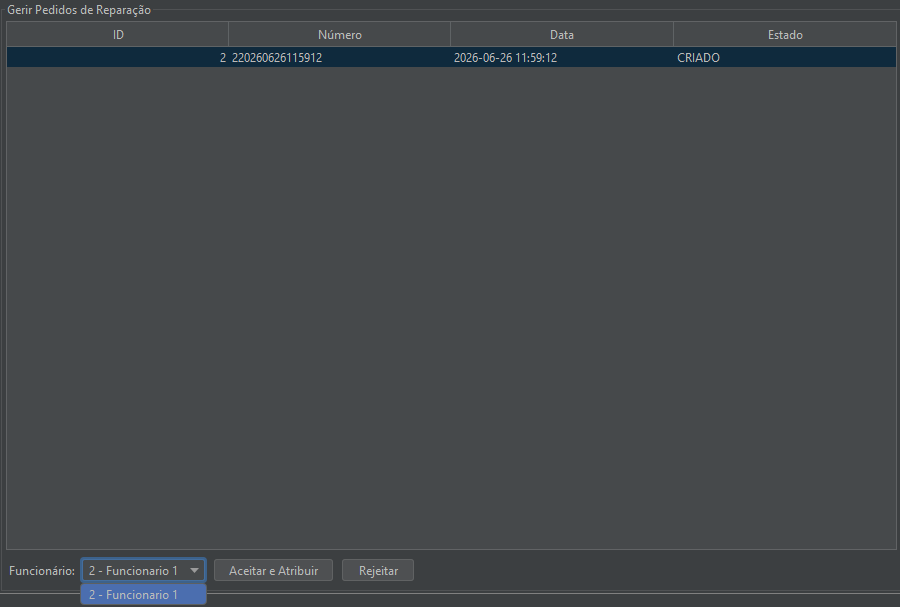 Gerir Pedidos de Reparação
ID Número Data Estado
2 220260626115912 2026-06-26 11:59:12 CRIADO
Funcionário: 2 - Funcionario 1 Aceitar e Atribuir Rejeitar
2 - Funcionario 1